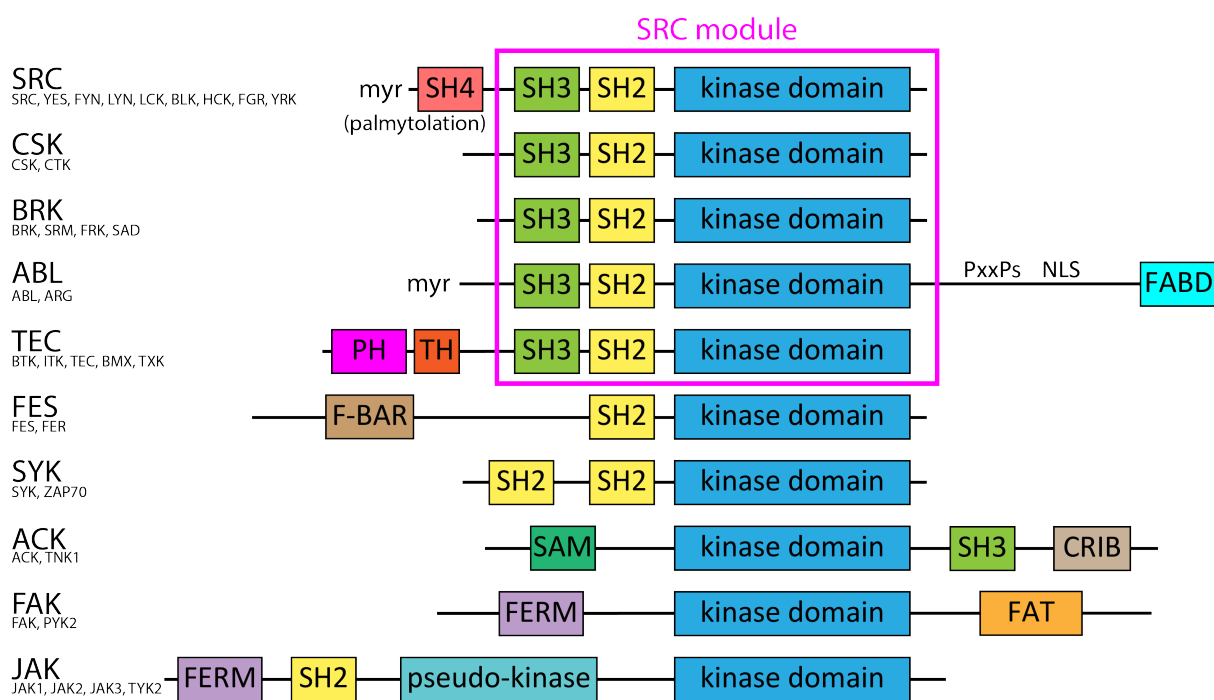 SRC module
SRC
SRC, YES, FYN, LYN, LCK, BLK, HCK, FGR, YRK
myr SH4 SH3 SH2 kinase domain
(palmytolation)
CSK
CSK, CTK
SH3 SH2 kinase domain
BRK
BRK, SRM, FRK, SAD
SH3 SH2 kinase domain
ABL
ABL, ARG
myr SH3 SH2 kinase domain PxxPs NLS FABD
TEC
BTK, ITK, TEC, BMX, TXK
PH TH SH3 SH2 kinase domain
FES
FES, FER
F-BAR SH2 kinase domain
SYK
SYK, ZAP70
SH2 SH2 kinase domain
ACK
ACK, TNK1
SAM kinase domain SH3 CRIB
FAK
FAK, PYK2
FERM kinase domain FAT
JAK
JAK1, JAK2, JAK3, TYK2
FERM SH2 pseudo-kinase kinase domain